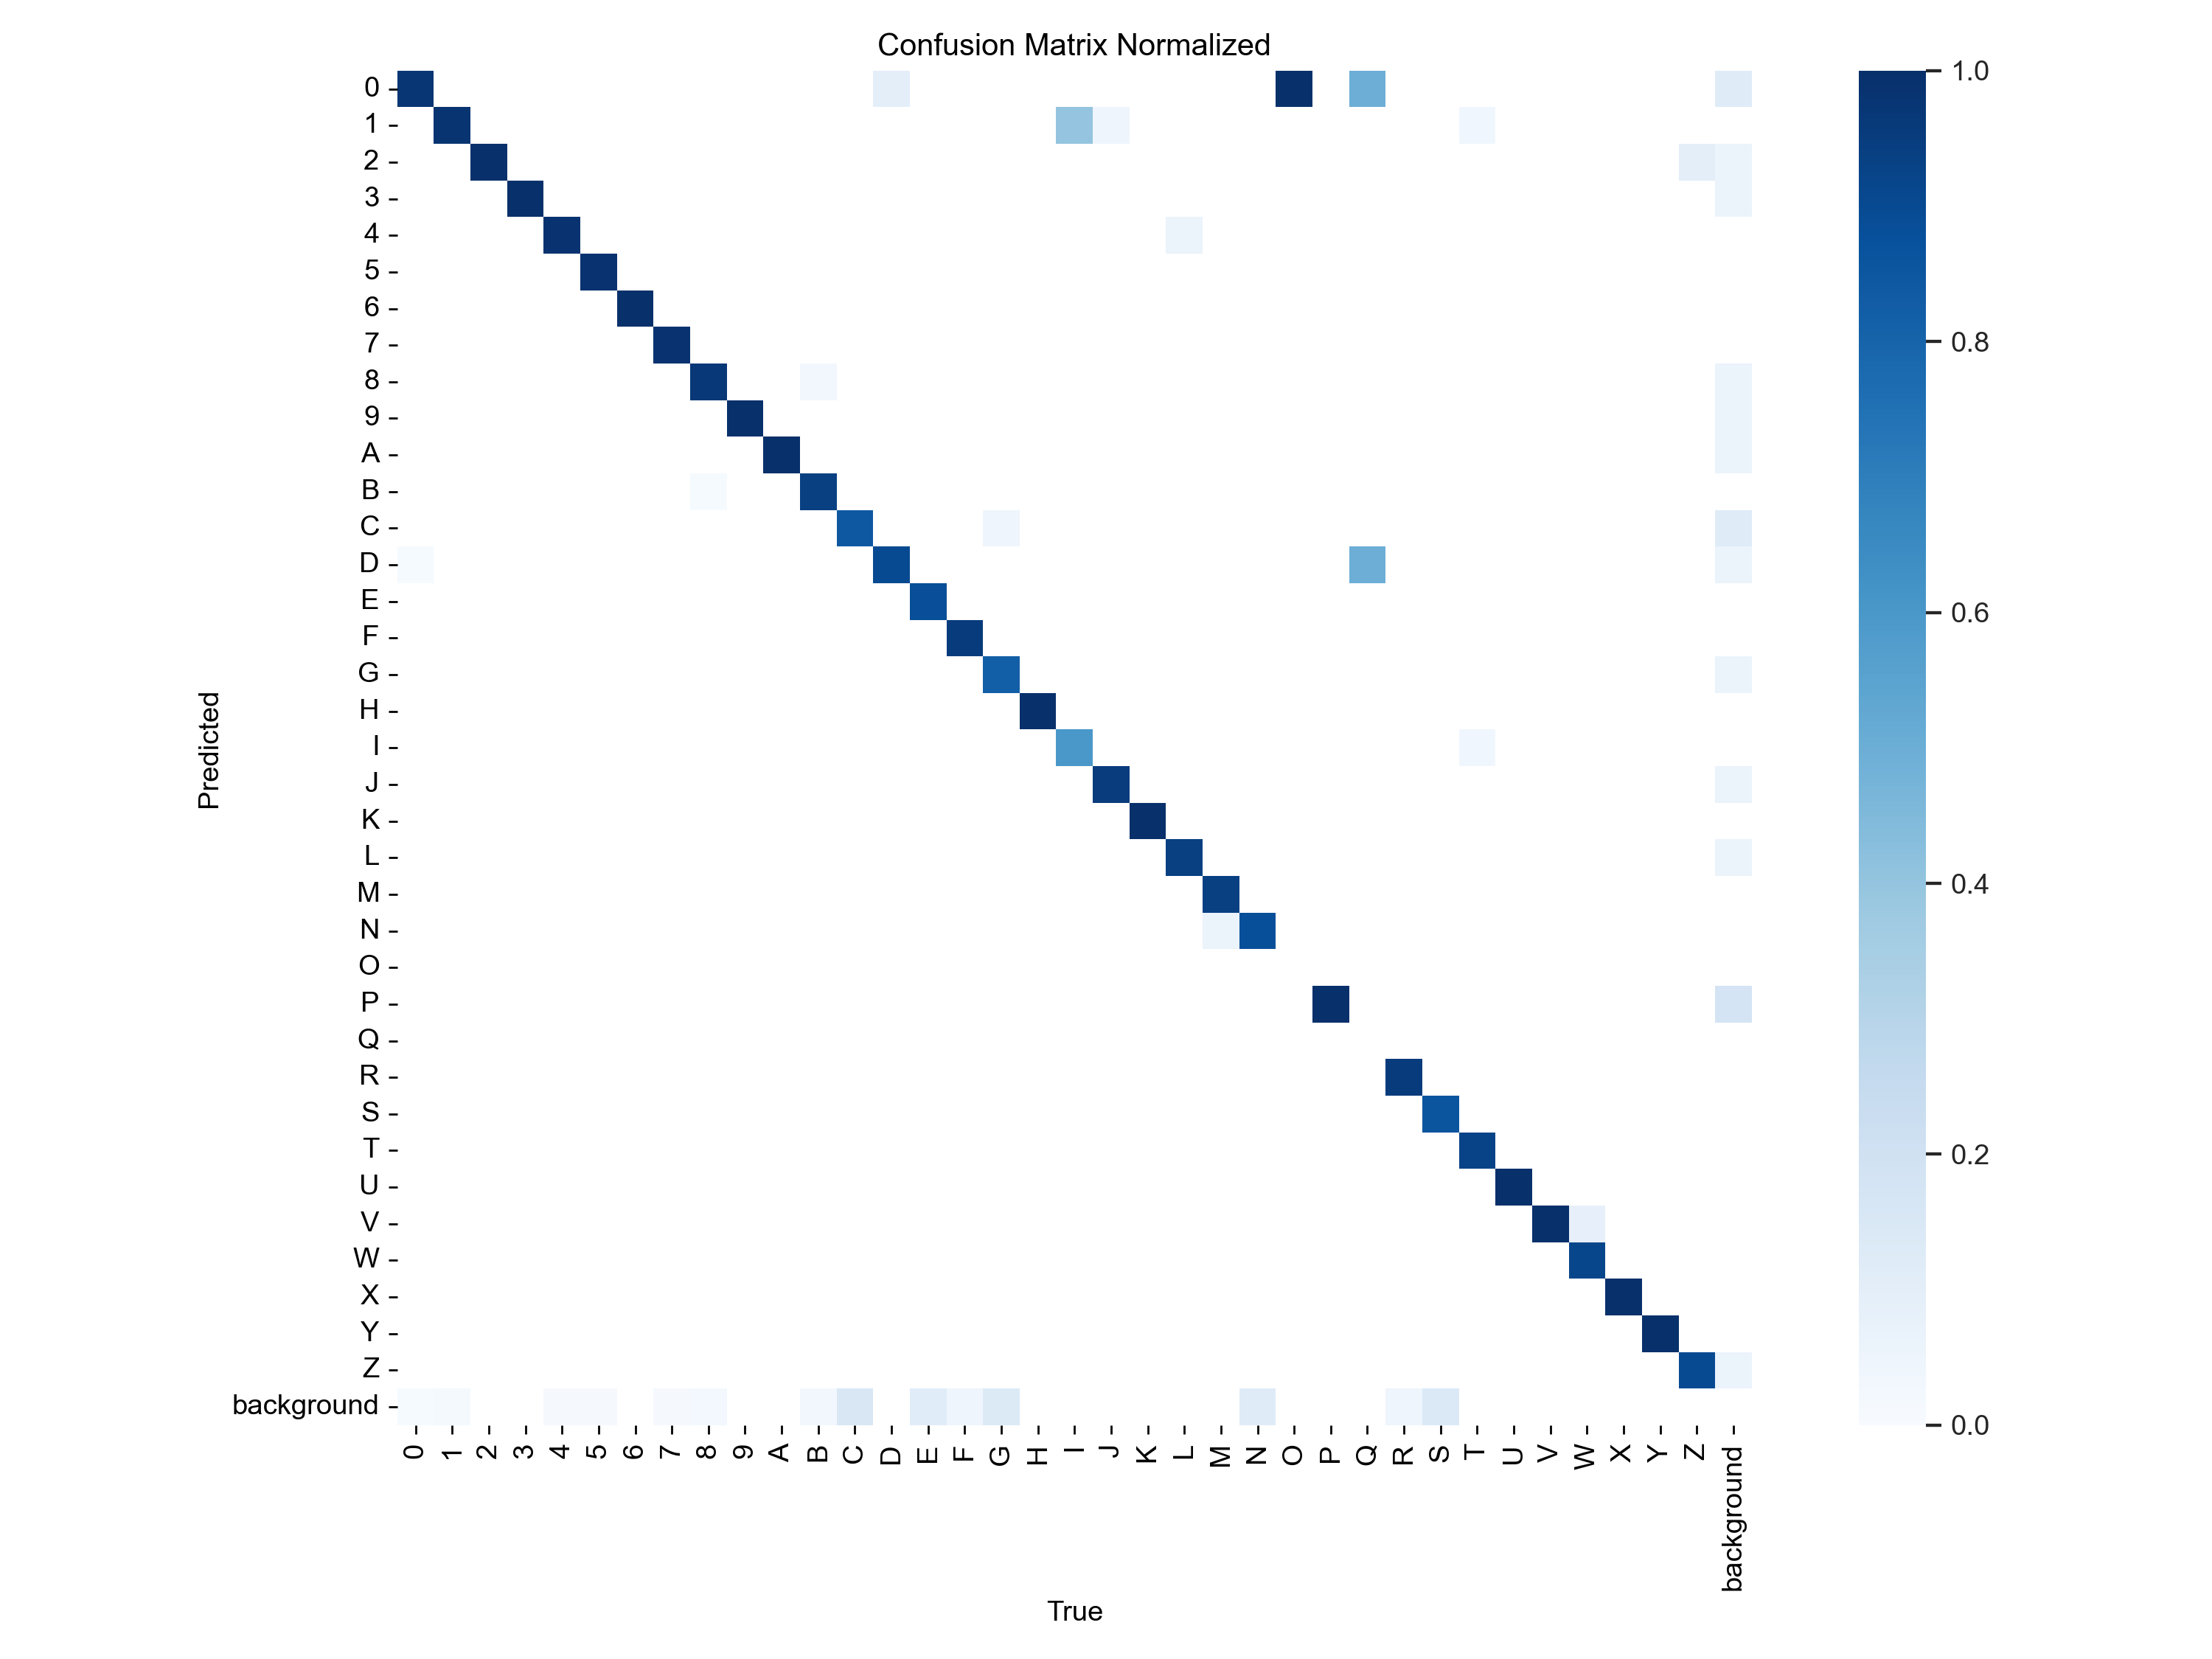 Confusion Matrix Normalized
0
1
2
3
4
5
6
7
8
9
A
B
C
D
E
F
G
H
I
J
K
L
M
N
O
P
Q
R
S
T
U
V
W
X
Y
Z
background
Predicted
0 1 2 3 4 5 6 7 8 9 A B C D E F G H I J K L M N O P Q R S T U V W X Y Z background
True
1.0
0.8
0.6
0.4
0.2
0.0